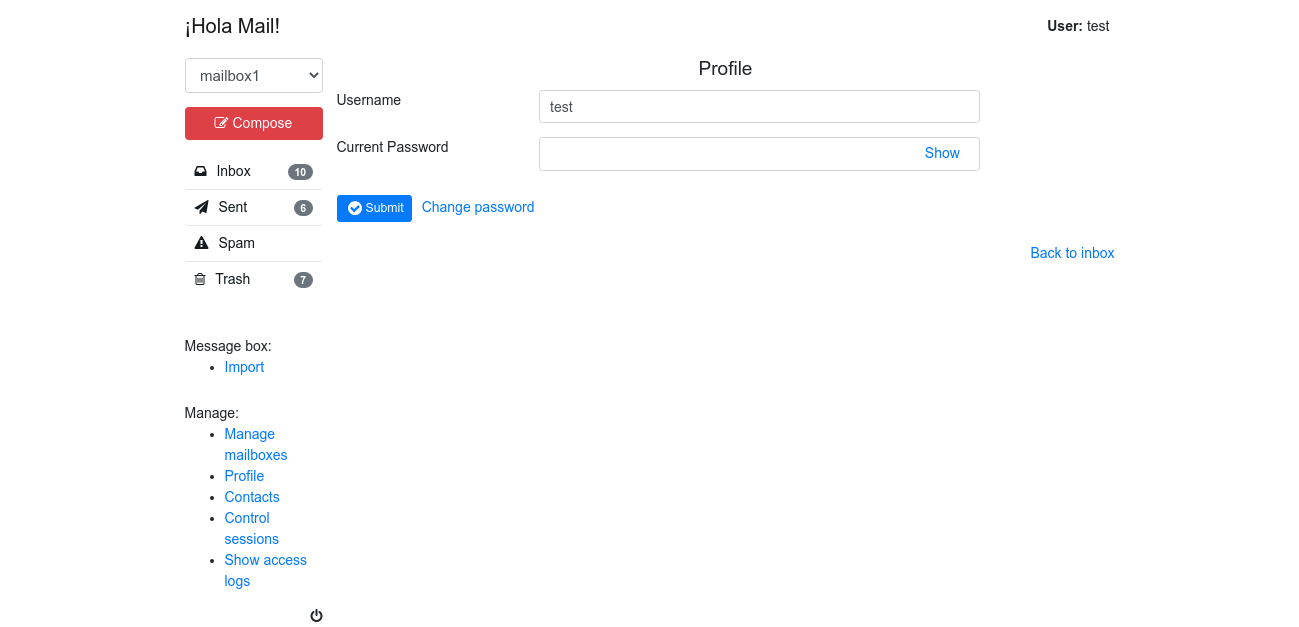 ¡Hola Mail!
User: test
mailbox1
Compose
Inbox 10
Sent 6
Spam
Trash 7
Message box:
Import
Manage:
Manage
mailboxes
Profile
Contacts
Control
sessions
Show access
logs
Profile
Username test
Current Password Show
Submit Change password
Back to inbox